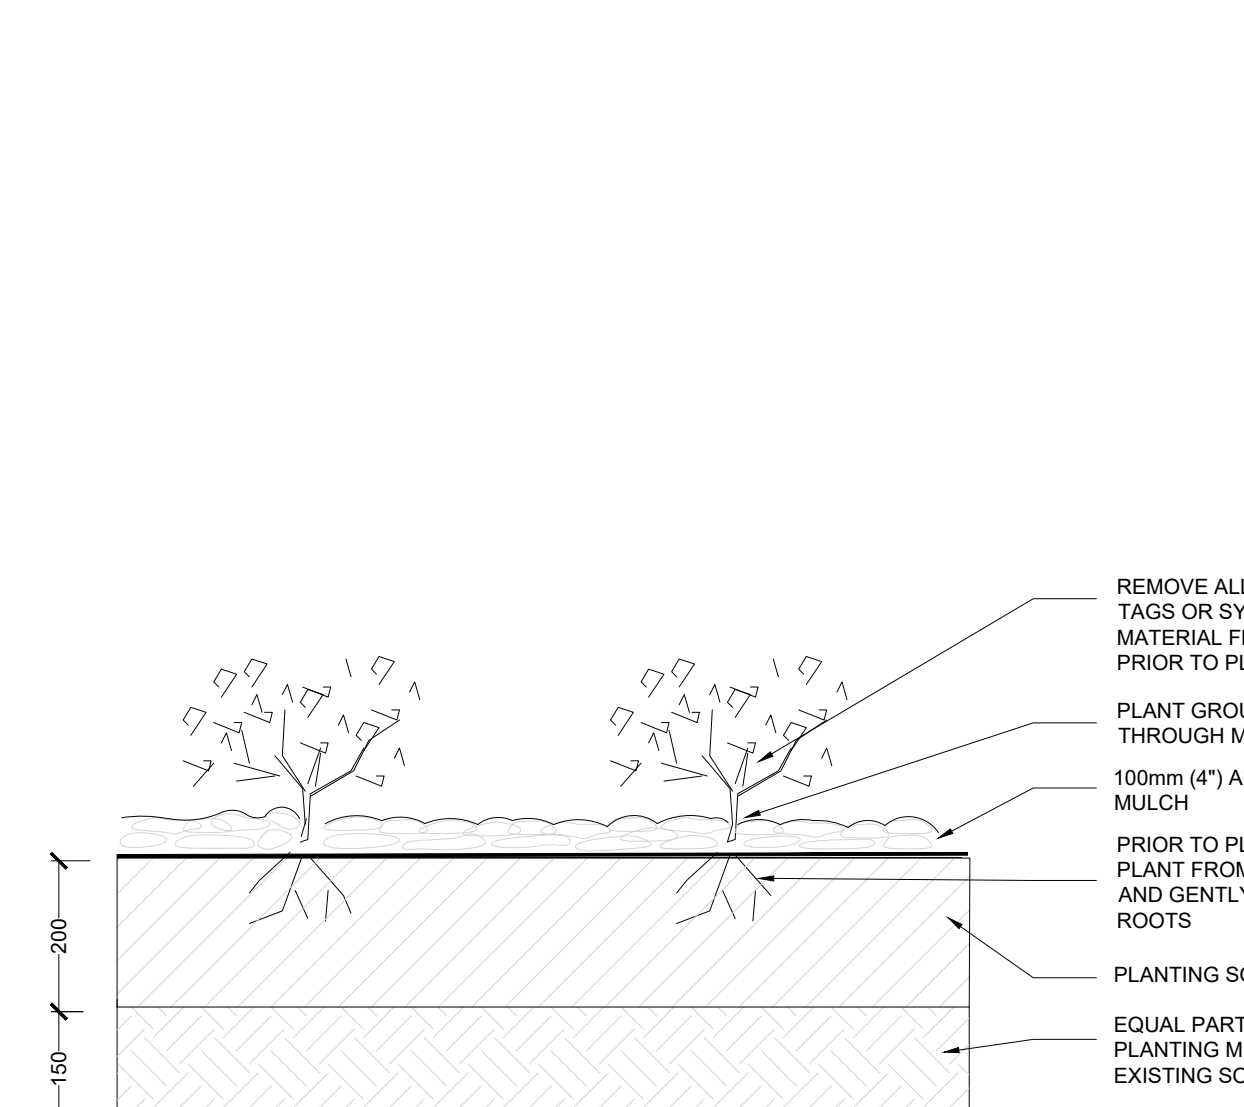 REMOVE ALL
TAGS OR SY
MATERIAL F
PRIOR TO PL
PLANT GROU
THROUGH M
100mm (4") A
MULCH
PRIOR TO PL
PLANT FROM
AND GENTLY
ROOTS
PLANTING SO
EQUAL PART
PLANTING M
EXISTING SO
200
150